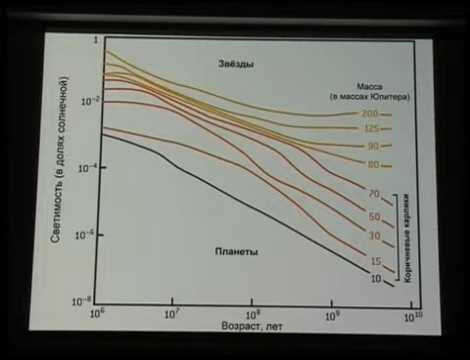 1
10⁻²
10⁻⁴
10⁻⁶
10⁻⁸
Светимость (в долях солнечной)
Звёзды
Масса
(в массах Юпитера)
200
125
90
80
70
50
30
15
10
Коричневые карлики
Планеты
10⁶
10⁷
10⁸
10⁹
10¹⁰
Возраст, лет